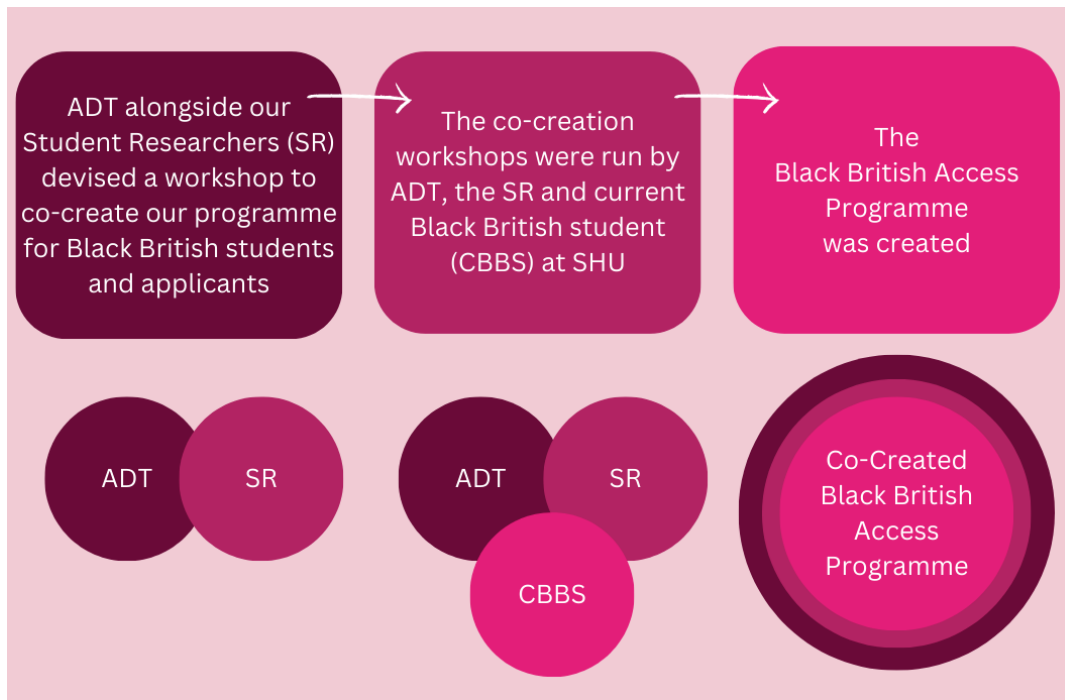 ADT alongside our
Student Researchers (SR)
devised a workshop to
co-create our programme
for Black British students
and applicants
The co-creation
workshops were run by
ADT, the SR and current
Black British student
(CBBS) at SHU
The
Black British Access
Programme
was created
ADT
SR
ADT
SR
CBBS
Co-Created
Black British
Access
Programme